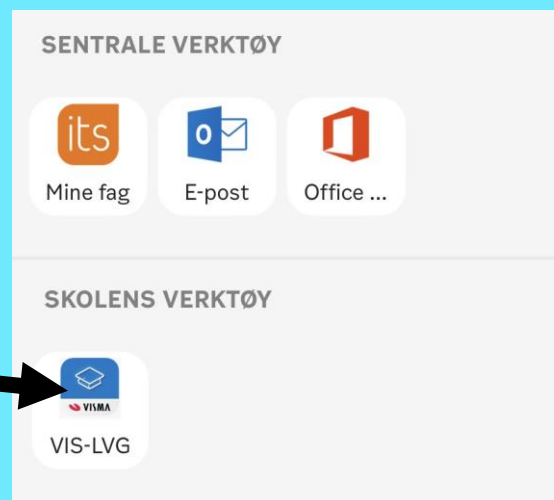 SENTRALE VERKTØY
its
O
Mine fag
E-post
Office ...
SKOLENS VERKTØY
VISMA
VIS-LVG